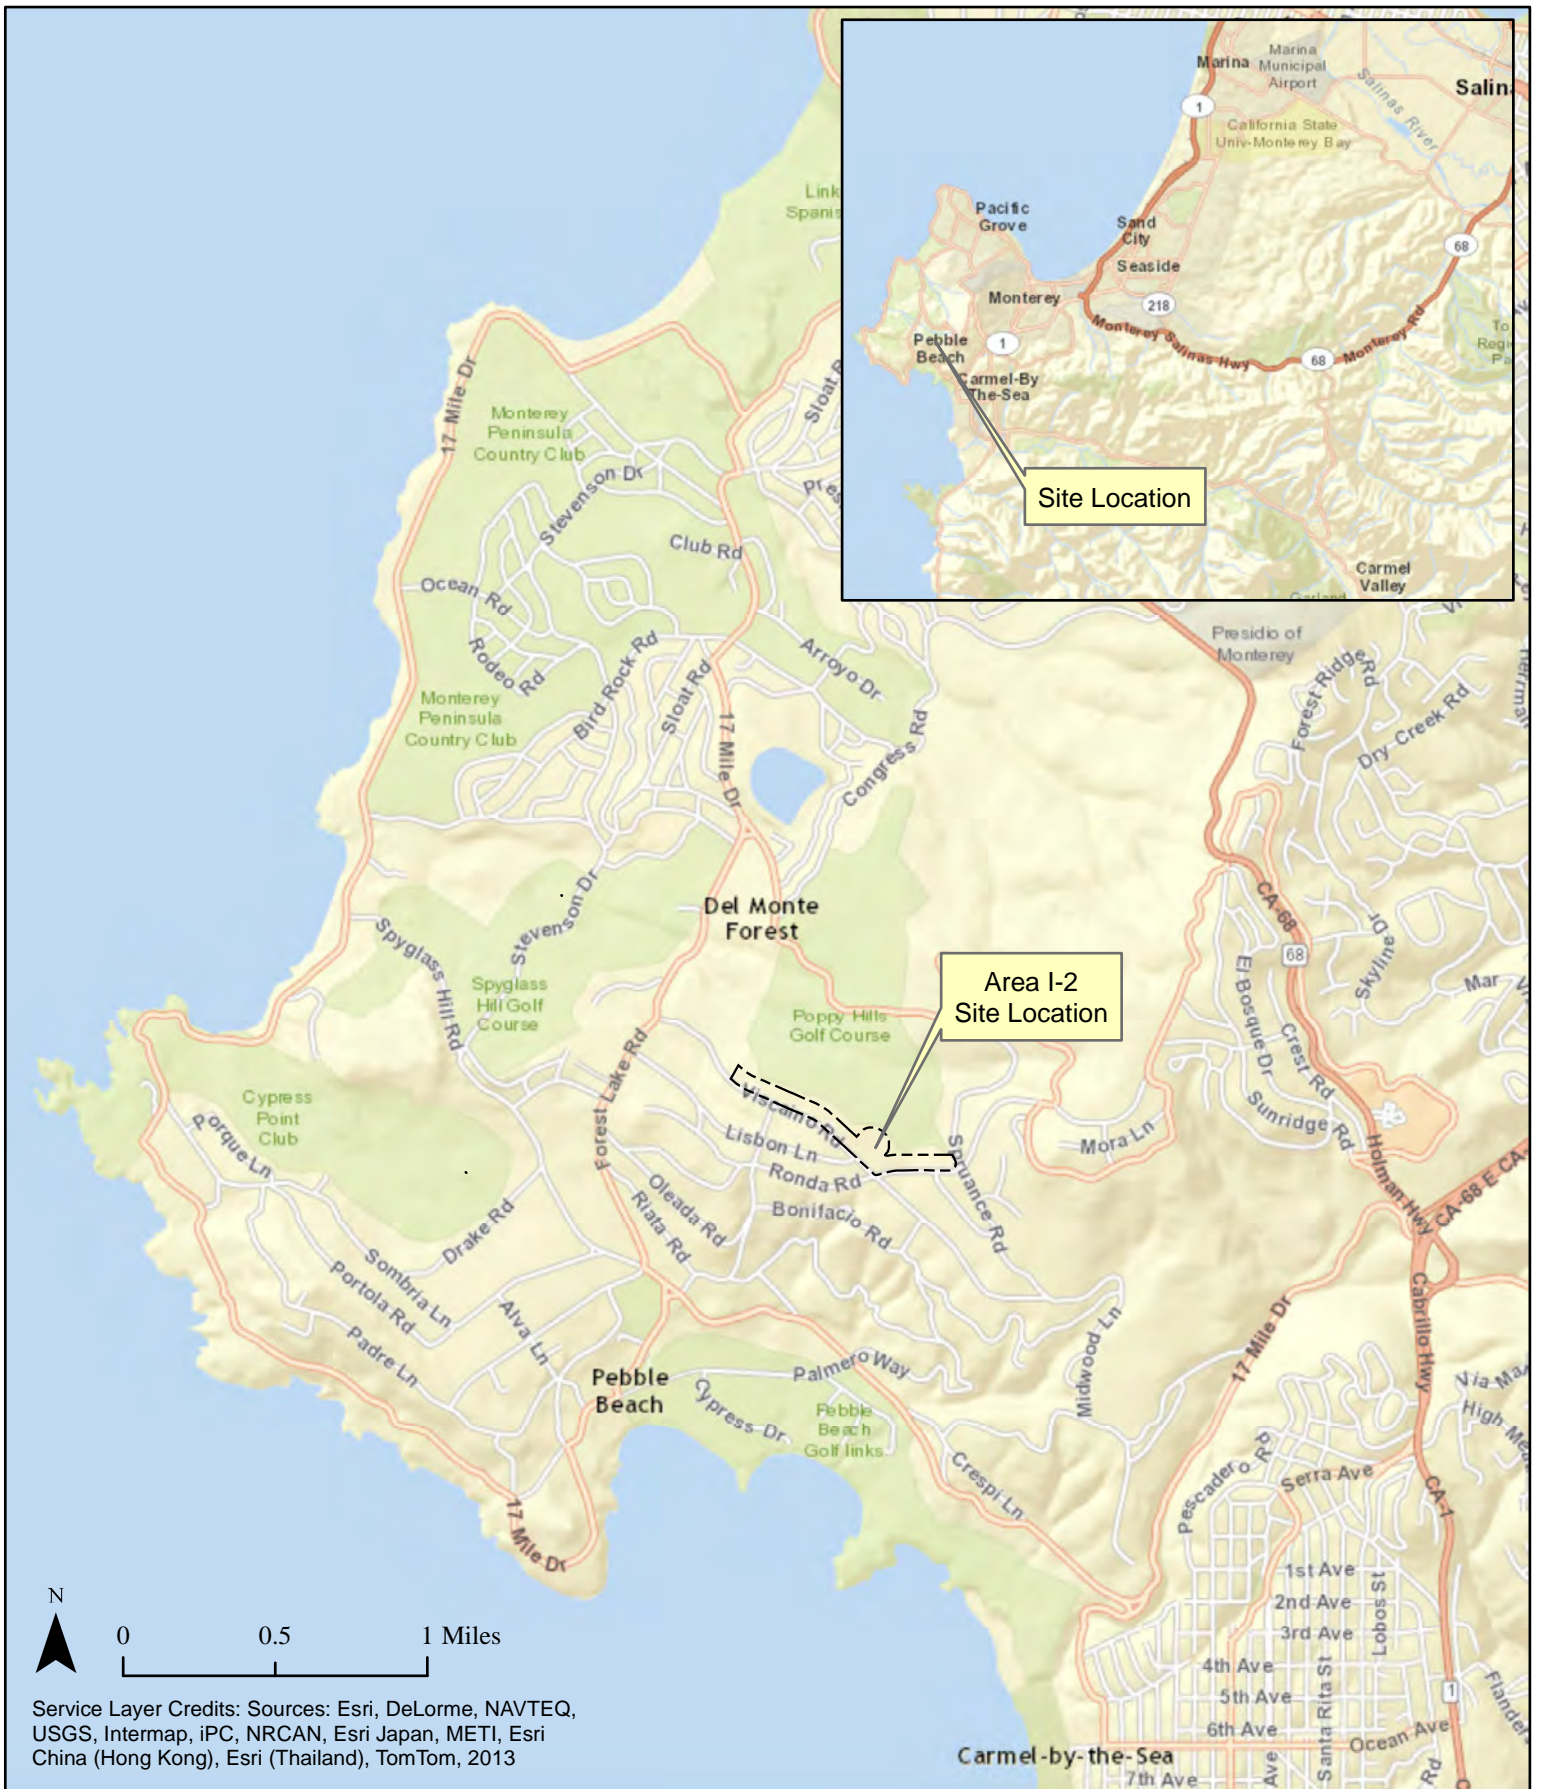 Marina
Marina
Municipal
Airport
Salinas River
1
California State
Univ-Monterey Bay
Pacific
Grove
Sand
City
Seaside
68
Monterey
218
Monterey Salinas Hwy
68
Monterey Rd
Pebble
Beach
1
Carmel-By
The-Sea
Site Location
Carmel
Valley
17 Mile Dr
Monterey
Peninsula
Country Club
Stevenson Dr
Club Rd
Ocean Rd
Rodeo Rd
Bird Rock Rd
Sloat Rd
Arroyo Dr
Presidio of
Monterey
Forest Ridge Rd
Dry Creek Rd
Monterey
Peninsula
Country Club
17 Mile Dr
Congress Rd
Stevenson Dr
Del Monte
Forest
CA-68
68
Skyline Dr
Spyglass Hill Rd
Spyglass
Hill Golf
Course
Area I-2
Site Location
Poppy Hills
Golf Course
El Bosque Dr
Crest Rd
Sunridge Rd
Forest Lake Rd
Cypress
Point
Club
Porque Ln
Viscaino Rd
Lisbon Ln
Ronda Rd
Spruance Rd
Mora Ln
Holman Hwy
CA-68 E
Oleada Rd
Riata Rd
Bonifacio Rd
Drake Rd
Sombria Ln
Portola Rd
Padre Ln
Alva Ln
Midwood Ln
17 Mile Dr
Cabrillo Hwy
Pebble
Beach
Palmero Way
Cypress Dr
Pebble
Beach
Golf links
Crespi Ln
Pescadero Rd
Serra Ave
CA-1
17 Mile Dr
1st Ave
2nd Ave
3rd Ave
Lobos St
4th Ave
5th Ave
6th Ave
Santa Rita St
Ocean Ave
1
Carmel-by-the-Sea
7th Ave
Ave
Rd
N
0 0.5 1 Miles
Service Layer Credits: Sources: Esri, DeLorme, NAVTEQ,
USGS, Intermap, iPC, NRCAN, Esri Japan, METI, Esri
China (Hong Kong), Esri (Thailand), TomTom, 2013